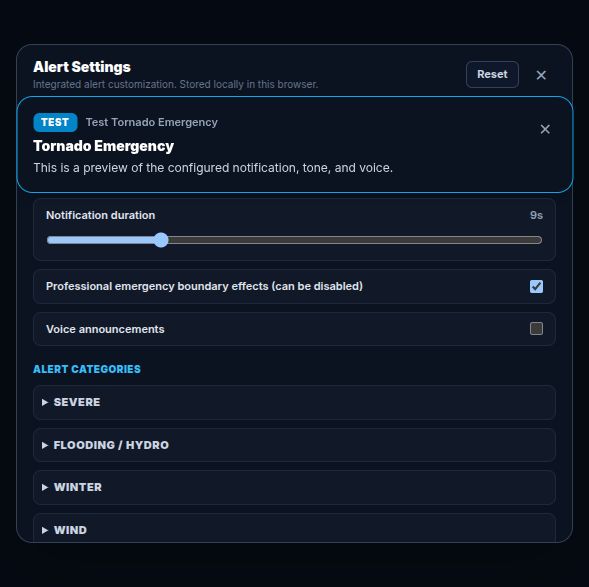 Alert Settings
Integrated alert customization. Stored locally in this browser.
Reset
TEST Test Tornado Emergency
Tornado Emergency
This is a preview of the configured notification, tone, and voice.
Notification duration 9s
Professional emergency boundary effects (can be disabled)
Voice announcements
ALERT CATEGORIES
SEVERE
FLOODING / HYDRO
WINTER
WIND